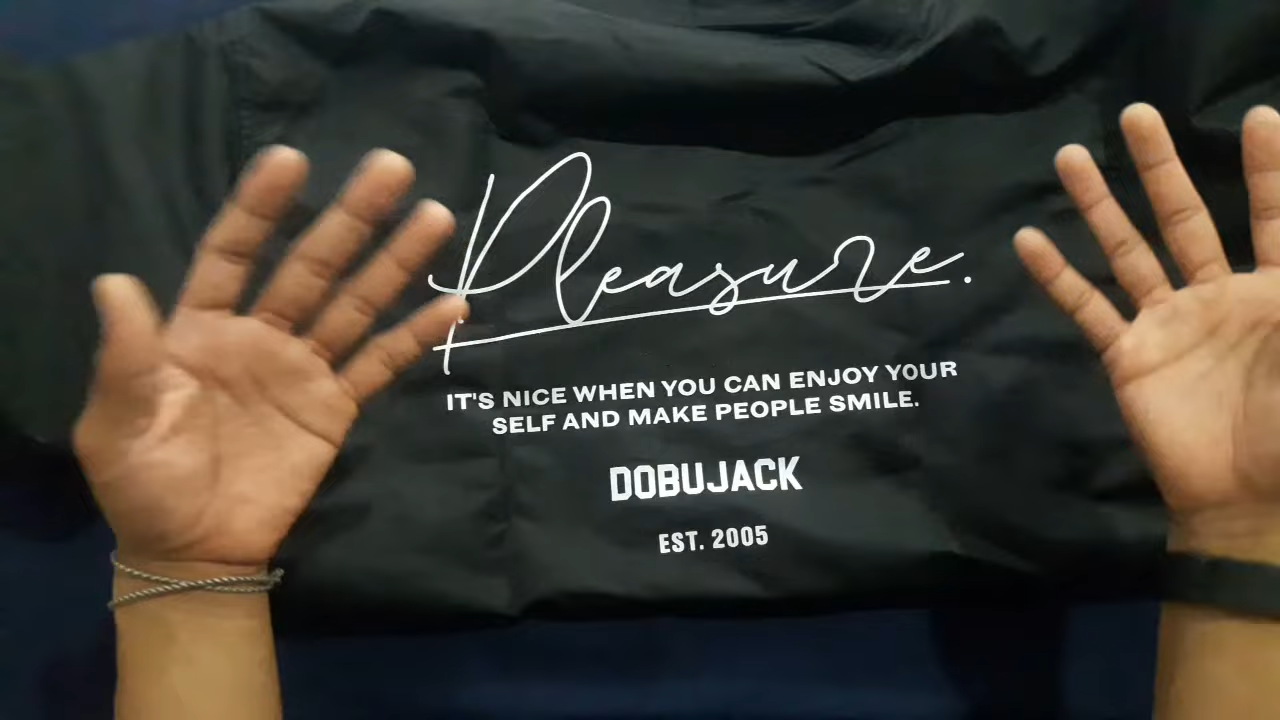 Pleasure.
IT'S NICE WHEN YOU CAN ENJOY YOUR
SELF AND MAKE PEOPLE SMILE.
DOBUJACK
EST. 2005